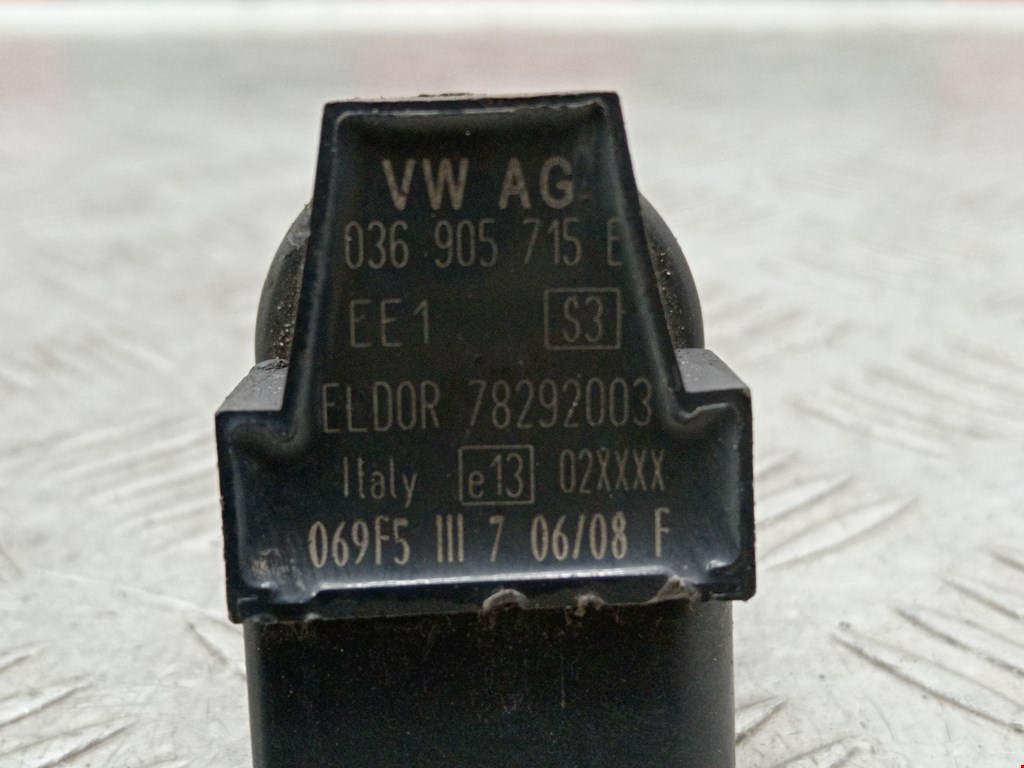 VW AG
036 905 715 E
EE1 S3
ELDOR 78292003
Italy e13 02XXXX
069F5 III 7 06/08 F